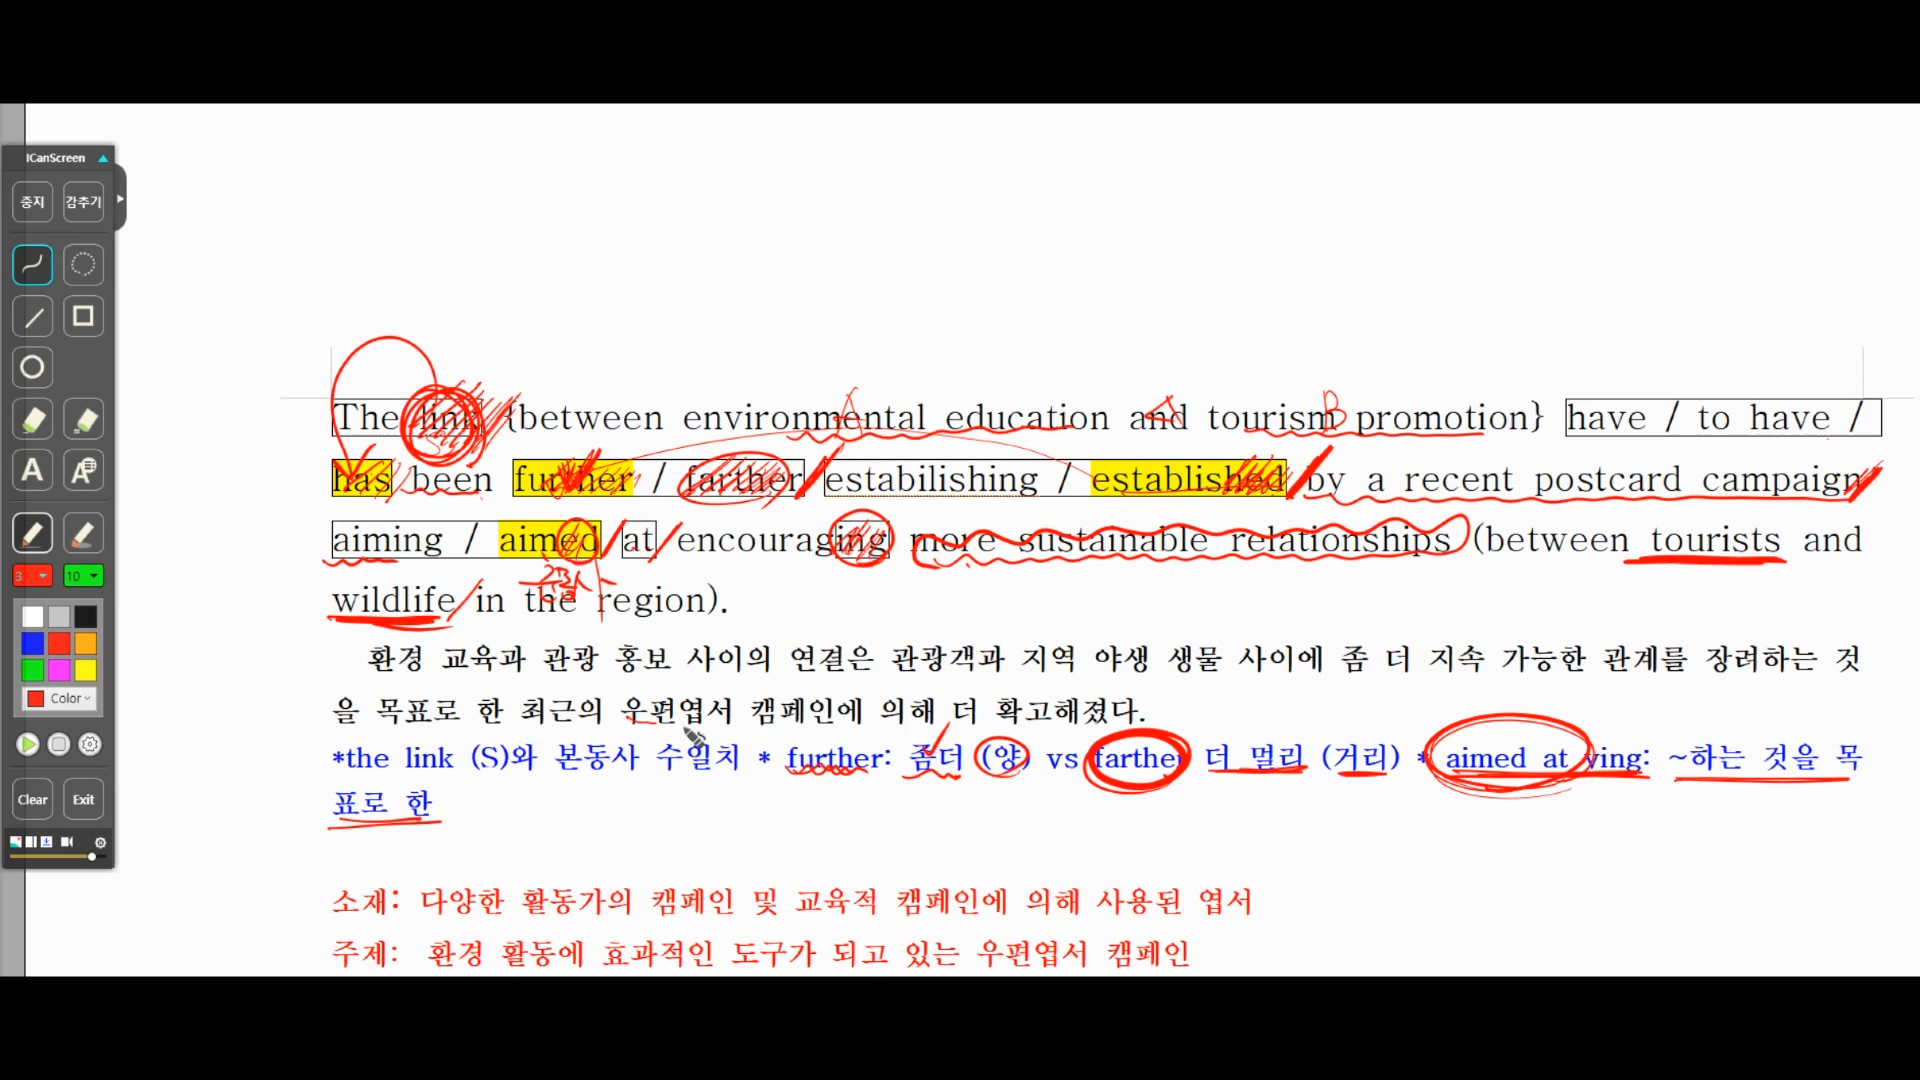 ICanScreen
중지 감추기
The link {between environmental education and tourism promotion} have / to have /
A B
has been further / farther estabilishing / established by a recent postcard campaign
aiming / aimed at encouraging more sustainable relationships (between tourists and
wildlife in the region).
환경 교육과 관광 홍보 사이의 연결은 관광객과 지역 야생 생물 사이에 좀 더 지속 가능한 관계를 장려하는 것
을 목표로 한 최근의 우편엽서 캠페인에 의해 더 확고해졌다.
*the link (S)와 본동사 수일치 * further: 좀더 (양) vs farther 더 멀리 (거리) * aimed at ving: ~하는 것을 목
표로 한
소재: 다양한 활동가의 캠페인 및 교육적 캠페인에 의해 사용된 엽서
주제: 환경 활동에 효과적인 도구가 되고 있는 우편엽서 캠페인
A
3 10
Color
Clear Exit